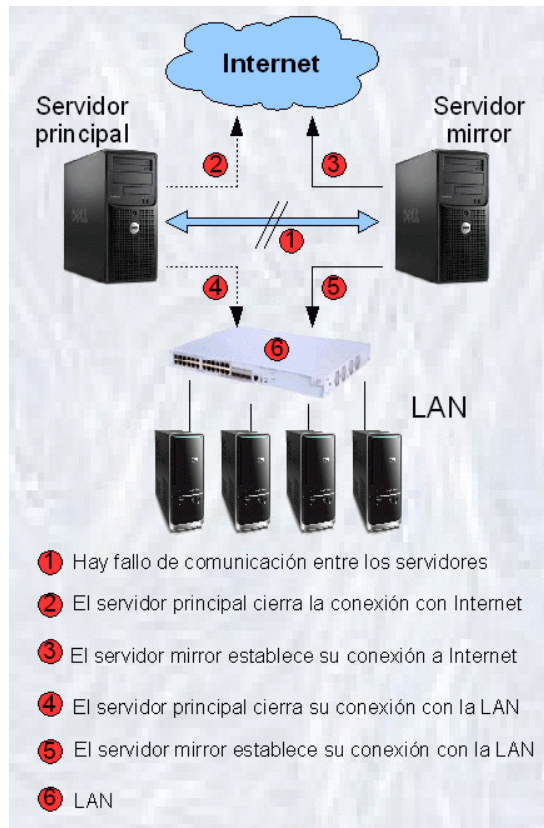 Internet
Servidor
principal
Servidor
mirror
2
3
1
4
5
6
LAN
1 Hay fallo de comunicación entre los servidores
2 El servidor principal cierra la conexión con Internet
3 El servidor mirror establece su conexión a Internet
4 El servidor principal cierra su conexión con la LAN
5 El servidor mirror establece su conexión con la LAN
6 LAN